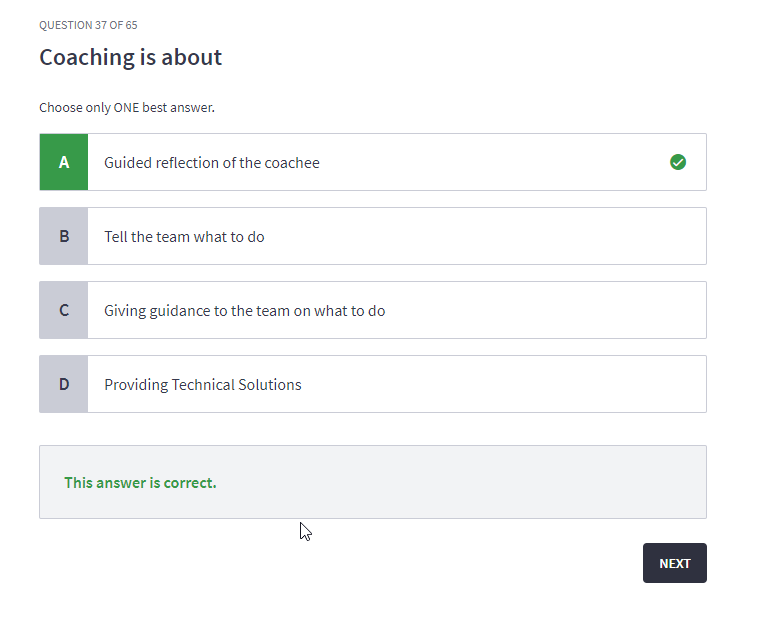 QUESTION 37 OF 65
Coaching is about
Choose only ONE best answer.
A Guided reflection of the coachee
B Tell the team what to do
C Giving guidance to the team on what to do
D Providing Technical Solutions
This answer is correct.
NEXT